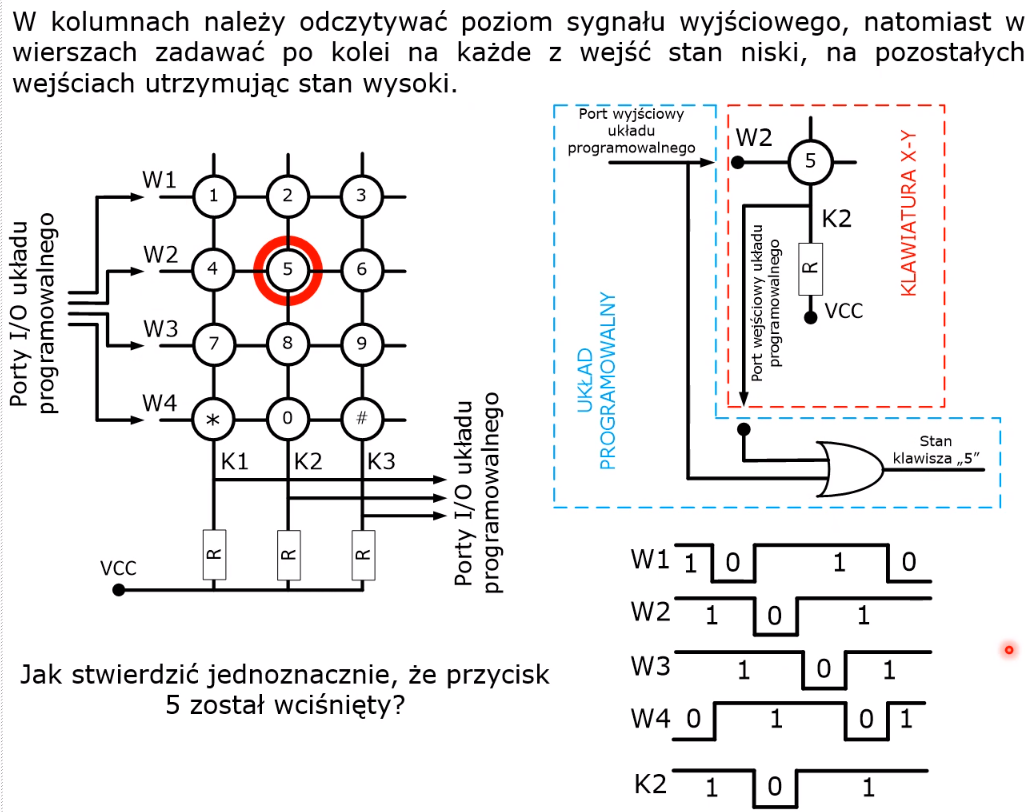 W kolumnach należy odczytywać poziom sygnału wyjściowego, natomiast w
wierszach zadawać po kolei na każde z wejść stan niski, na pozostałych
wejściach utrzymując stan wysoki.
Porty I/O układu
programowalnego
W1
1
2
3
W2
4
5
6
W3
7
8
9
W4
*
0
#
K1
K2
K3
R
R
R
VCC
Porty I/O układu
programowalnego
Jak stwierdzić jednoznacznie, że przycisk
5 został wciśnięty?
Port wyjściowy
układu
programowalnego
W2
5
K2
R
VCC
Port wejściowy układu
programowalnego
KLAWIATURA X-Y
UKŁAD
PROGRAMOWALNY
Stan
klawisza „5”
W1 1 0 1 0
W2 1 0 1
W3 1 0 1
W4 0 1 0 1
K2 1 0 1